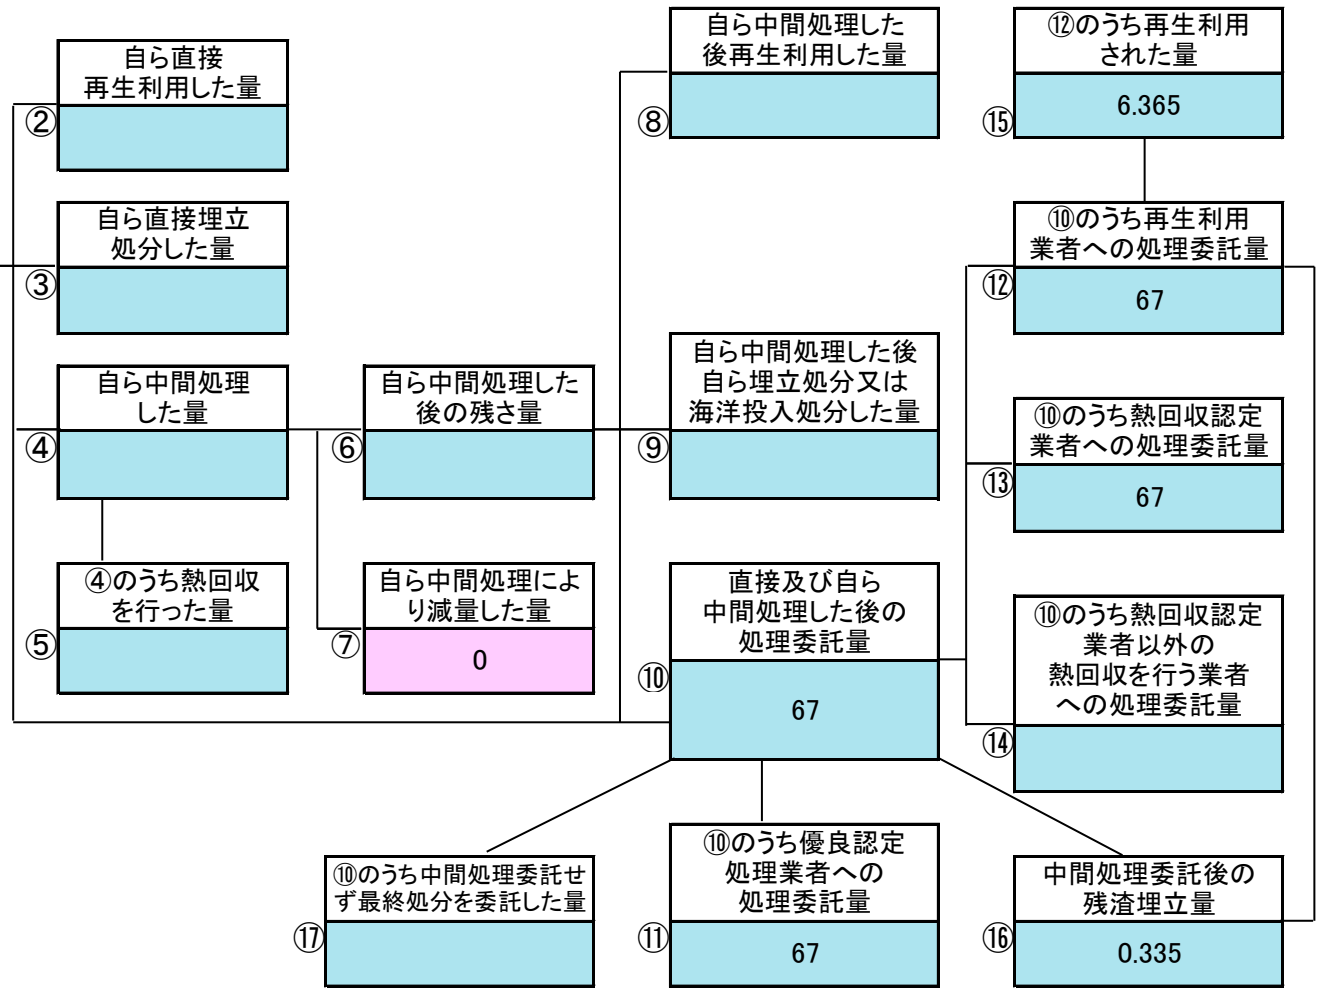 自ら直接
再生利用した量
②
自ら直接埋立
処分した量
③
自ら中間処理
した量
④
④のうち熱回収
を行った量
⑤
自ら中間処理した
後の残さ量
⑥
自ら中間処理によ
り減量した量
⑦
0
自ら中間処理した
後再生利用した量
⑧
自ら中間処理した後
自ら埋立処分又は
海洋投入処分した量
⑨
直接及び自ら
中間処理した後の
処理委託量
⑩
67
⑩のうち優良認定
処理業者への
処理委託量
⑪
67
⑫のうち再生利用
された量
⑮
6.365
⑩のうち再生利用
業者への処理委託量
⑫
67
⑩のうち熱回収認定
業者への処理委託量
⑬
67
⑩のうち熱回収認定
業者以外の
熱回収を行う業者
への処理委託量
⑭
中間処理委託後の
残渣埋立量
⑯
0.335
⑩のうち中間処理委託せ
ず最終処分を委託した量
⑰